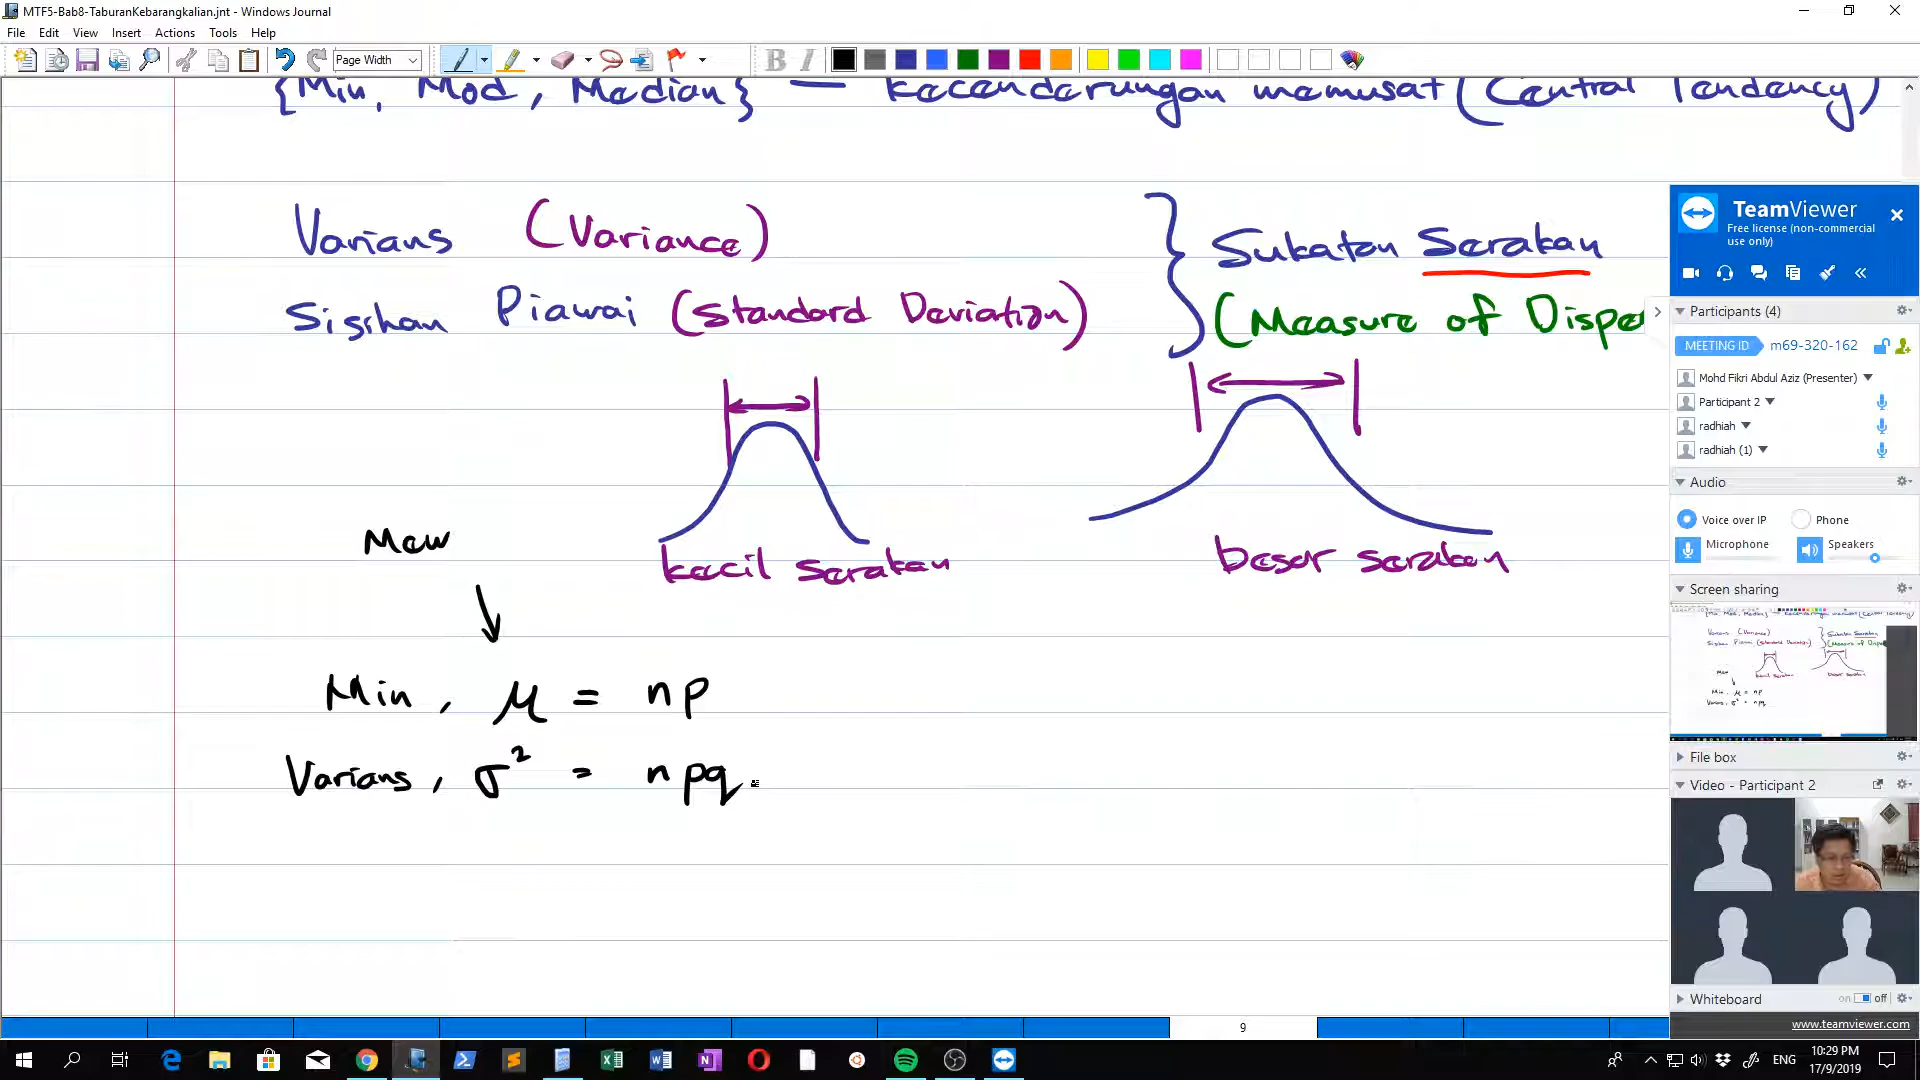 MTF5-Bab8-TaburanKebarangkalian.jnt - Windows Journal
File Edit View Insert Actions Tools Help
Page Width
B I
{Min, Mod, Median} — kecenderungan memusat (Central Tendency)
Varians (Variance)
Sisihan Piawai (Standard Deviation)
} Sukatan Serakan
(Measure of Dispe
kecil serakan
besar serakan
Mew
Min, μ = np
Varians, σ² = npq
9
TeamViewer
Free license (non-commercial
use only)
Participants (4)
MEETING ID m69-320-162
Mohd Fikri Abdul Aziz (Presenter)
Participant 2
radhiah
radhiah (1)
Audio
Voice over IP Phone
Microphone Speakers
Screen sharing
File box
Video - Participant 2
Whiteboard on off
www.teamviewer.com
ENG
10:29 PM
17/9/2019